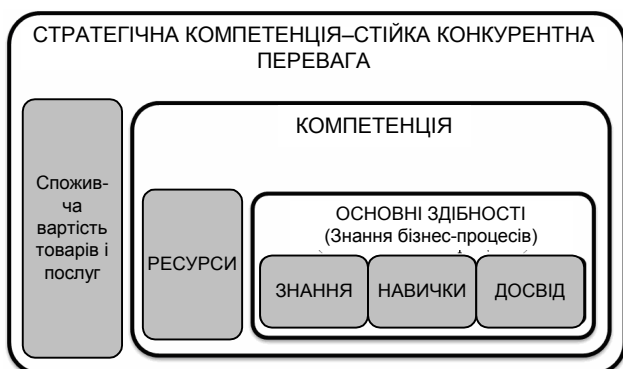 СТРАТЕГІЧНА КОМПЕТЕНЦІЯ–СТІЙКА КОНКУРЕНТНА
ПЕРЕВАГА
Спожив-
ча
вартість
товарів і
послуг
КОМПЕТЕНЦІЯ
РЕСУРСИ
ОСНОВНІ ЗДІБНОСТІ
(Знання бізнес-процесів)
ЗНАННЯ
НАВИЧКИ
ДОСВІД